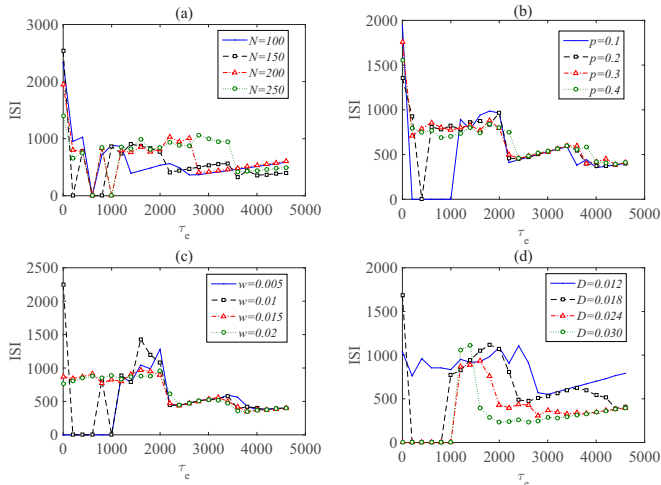 (a)
3000
2000
1000
0
ISI
0 1000 2000 3000 4000 5000
τe
N=100
N=150
N=200
N=250
(b)
2000
1500
1000
500
0
ISI
0 1000 2000 3000 4000 5000
τe
p=0.1
p=0.2
p=0.3
p=0.4
(c)
2500
2000
1500
1000
500
0
ISI
0 1000 2000 3000 4000 5000
τe
w=0.005
w=0.01
w=0.015
w=0.02
(d)
2000
1500
1000
500
0
ISI
0 1000 2000 3000 4000 5000
τe
D=0.012
D=0.018
D=0.024
D=0.030